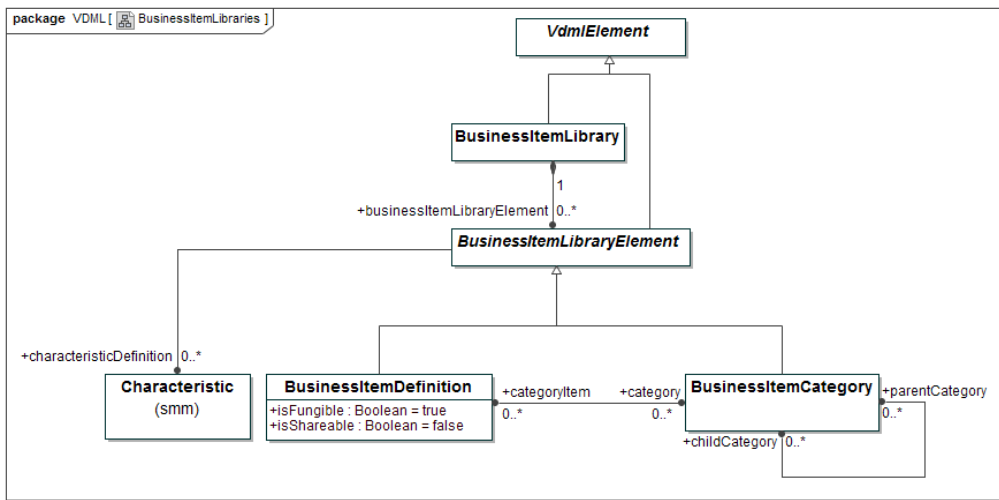 package VDML [ BusinessItemLibraries ]
VdmlElement
BusinessItemLibrary
1
+businessItemLibraryElement 0..*
BusinessItemLibraryElement
+characteristicDefinition 0..*
Characteristic
(smm)
BusinessItemDefinition
+isFungible : Boolean = true
+isShareable : Boolean = false
+categoryItem
0..*
+category
0..*
BusinessItemCategory
+parentCategory
0..*
+childCategory 0..*